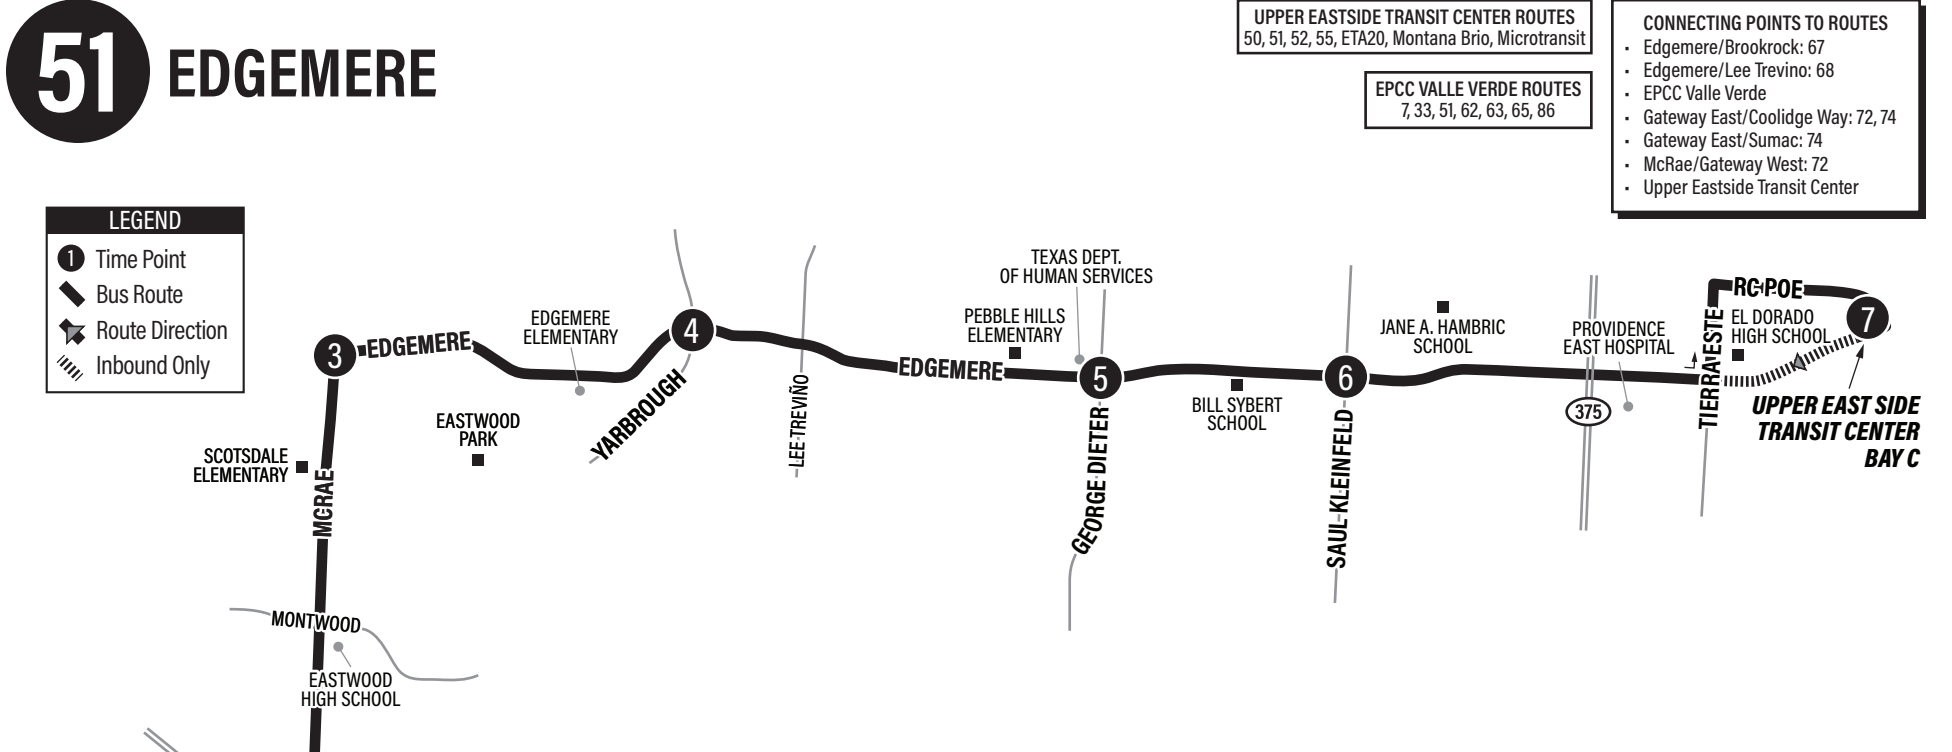 51 EDGEMERE
UPPER EASTSIDE TRANSIT CENTER ROUTES
50, 51, 52, 55, ETA20, Montana Brio, Microtransit
EPCC VALLE VERDE ROUTES
7, 33, 51, 62, 63, 65, 86
CONNECTING POINTS TO ROUTES
· Edgemere/Brookrock: 67
· Edgemere/Lee Trevino: 68
· EPCC Valle Verde
· Gateway East/Coolidge Way: 72, 74
· Gateway East/Sumac: 74
· McRae/Gateway West: 72
· Upper Eastside Transit Center
LEGEND
1 Time Point
Bus Route
Route Direction
Inbound Only
3
EDGEMERE
EDGEMERE
ELEMENTARY
4
YARBROUGH
LEE TREVIÑO
EASTWOOD
PARK
SCOTSDALE
ELEMENTARY
MCRAE
MONTWOOD
EASTWOOD
HIGH SCHOOL
EDGEMERE
PEBBLE HILLS
ELEMENTARY
TEXAS DEPT.
OF HUMAN SERVICES
5
GEORGE DIETER
BILL SYBERT
SCHOOL
6
SAUL KLEINFELD
JANE A. HAMBRIC
SCHOOL
375
PROVIDENCE
EAST HOSPITAL
TIERRA ESTE
RC POE
EL DORADO
HIGH SCHOOL
7
UPPER EAST SIDE
TRANSIT CENTER
BAY C